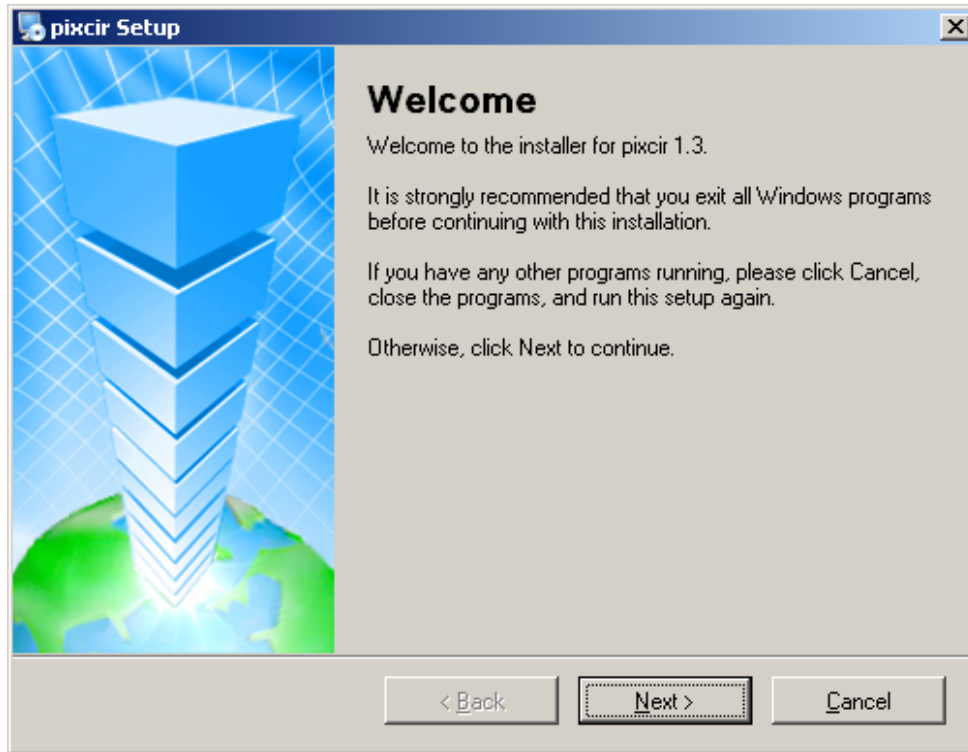 pixcir Setup
Welcome
Welcome to the installer for pixcir 1.3.
It is strongly recommended that you exit all Windows programs
before continuing with this installation.
If you have any other programs running, please click Cancel,
close the programs, and run this setup again.
Otherwise, click Next to continue.
< Back Next > Cancel